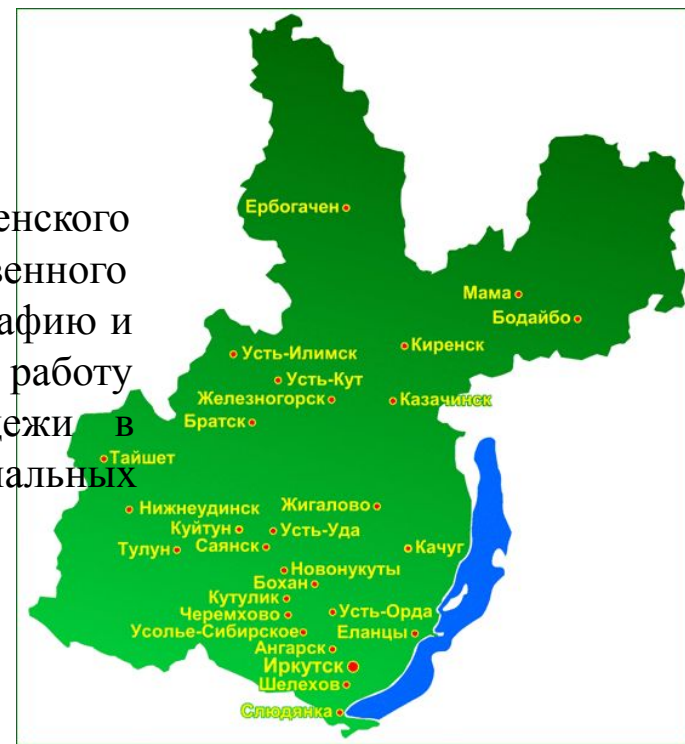 енского
венного
афию и
работу
ежи в
альных
Ербогачен
Мама
Бодайбо
Киренск
Усть-Илимск
Усть-Кут
Железногорск
Казачинск
Братск
Тайшет
Нижнеудинск
Жигалово
Куйтун
Усть-Уда
Тулун
Саянск
Качуг
Новонукуты
Бохан
Кутулик
Черемхово
Усть-Орда
Усолье-Сибирское
Еланцы
Ангарск
Иркутск
Шелехов
Слюдянка